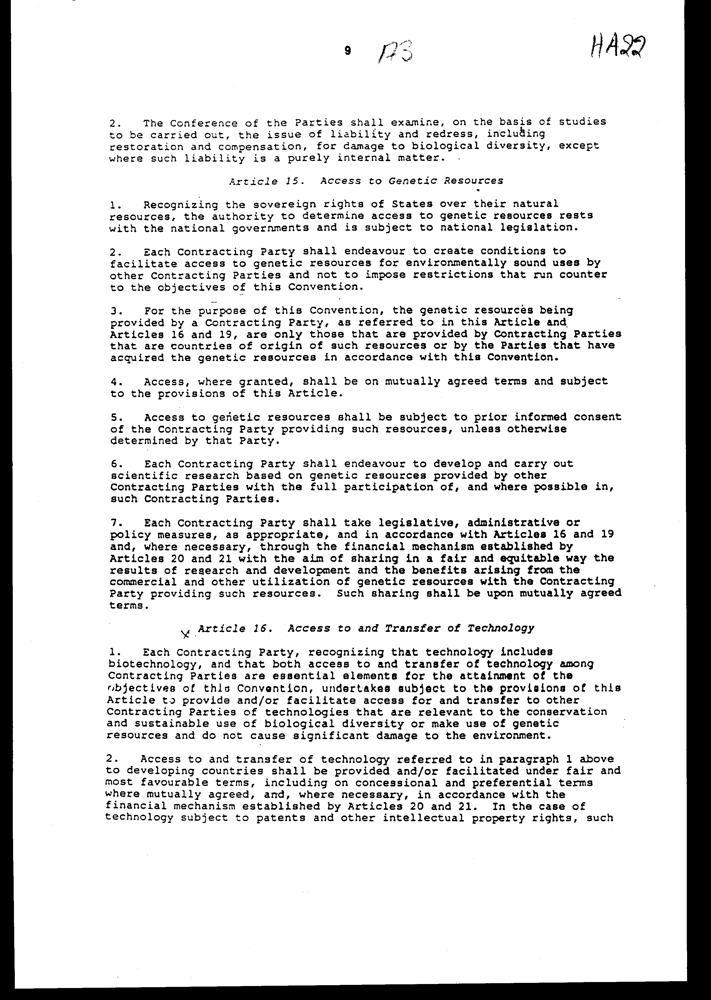 9 173 HA22
2. The Conference of the Parties shall examine, on the basis of studies
to be carried out, the issue of liability and redress, including
restoration and compensation, for damage to biological diversity, except
where such liability is a purely internal matter.
Article 15. Access to Genetic Resources
1. Recognizing the sovereign rights of States over their natural
resources, the authority to determine access to genetic resources rests
with the national governments and is subject to national legislation.
2. Each Contracting Party shall endeavour to create conditions to
facilitate access to genetic resources for environmentally sound uses by
other Contracting Parties and not to impose restrictions that run counter
to the objectives of this Convention.
3. For the purpose of this Convention, the genetic resources being
provided by a Contracting Party, as referred to in this Article and
Articles 16 and 19, are only those that are provided by Contracting Parties
that are countries of origin of such resources or by the Parties that have
acquired the genetic resources in accordance with this Convention.
4. Access, where granted, shall be on mutually agreed terms and subject
to the provisions of this Article.
5. Access to genetic resources shall be subject to prior informed consent
of the Contracting Party providing such resources, unless otherwise
determined by that Party.
6. Each Contracting Party shall endeavour to develop and carry out
scientific research based on genetic resources provided by other
Contracting Parties with the full participation of, and where possible in,
such Contracting Parties.
7. Each Contracting Party shall take legislative, administrative or
policy measures, as appropriate, and in accordance with Articles 16 and 19
and, where necessary, through the financial mechanism established by
Articles 20 and 21 with the aim of sharing in a fair and equitable way the
results of research and development and the benefits arising from the
commercial and other utilization of genetic resources with the Contracting
Party providing such resources. Such sharing shall be upon mutually agreed
terms.
x Article 16. Access to and Transfer of Technology
1. Each Contracting Party, recognizing that technology includes
biotechnology, and that both access to and transfer of technology among
Contracting Parties are essential elements for the attainment of the
objectives of this Convention, undertakes subject to the provisions of this
Article to provide and/or facilitate access for and transfer to other
Contracting Parties of technologies that are relevant to the conservation
and sustainable use of biological diversity or make use of genetic
resources and do not cause significant damage to the environment.
2. Access to and transfer of technology referred to in paragraph 1 above
to developing countries shall be provided and/or facilitated under fair and
most favourable terms, including on concessional and preferential terms
where mutually agreed, and, where necessary, in accordance with the
financial mechanism established by Articles 20 and 21. In the case of
technology subject to patents and other intellectual property rights, such